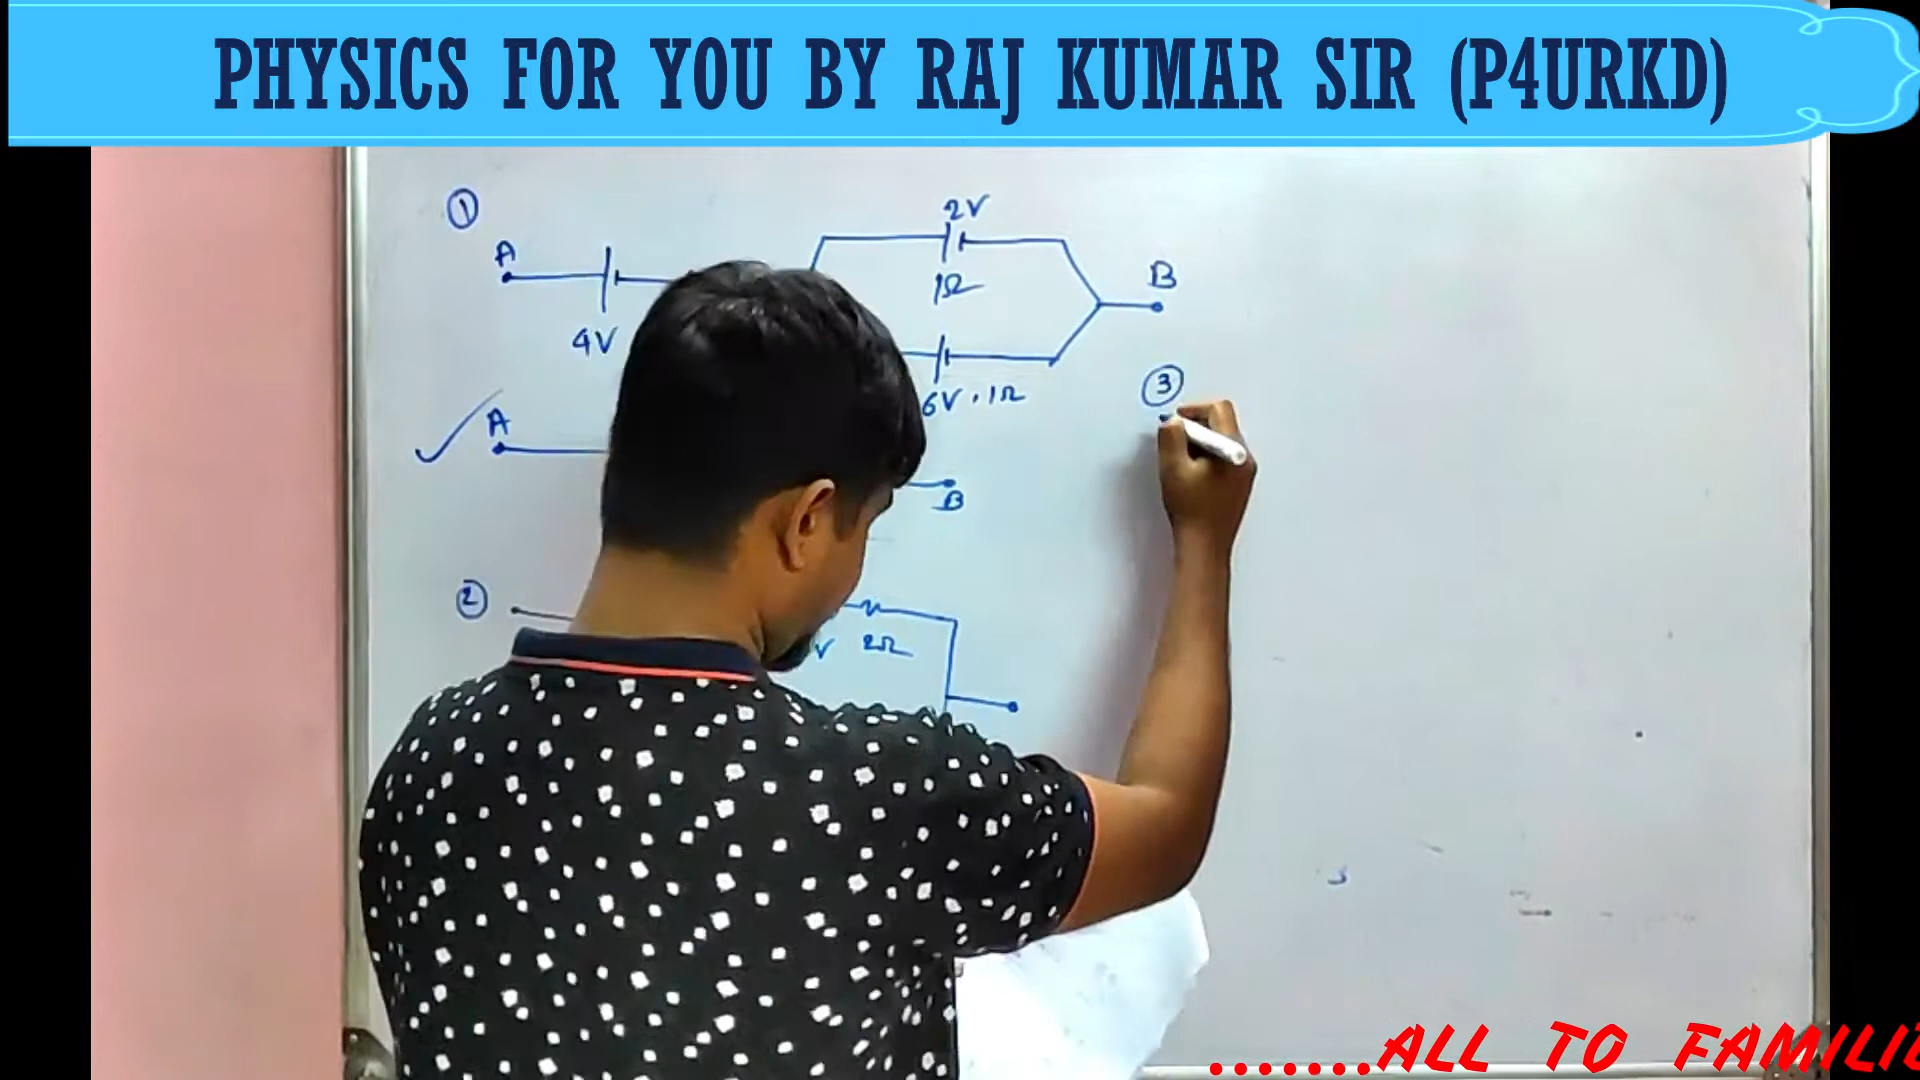 PHYSICS FOR YOU BY RAJ KUMAR SIR (P4URKD)
①
2V
A
B
1Ω
4V
③
6V, 1Ω
A
B
②
V 2Ω
.......ALL TO FAMILIE